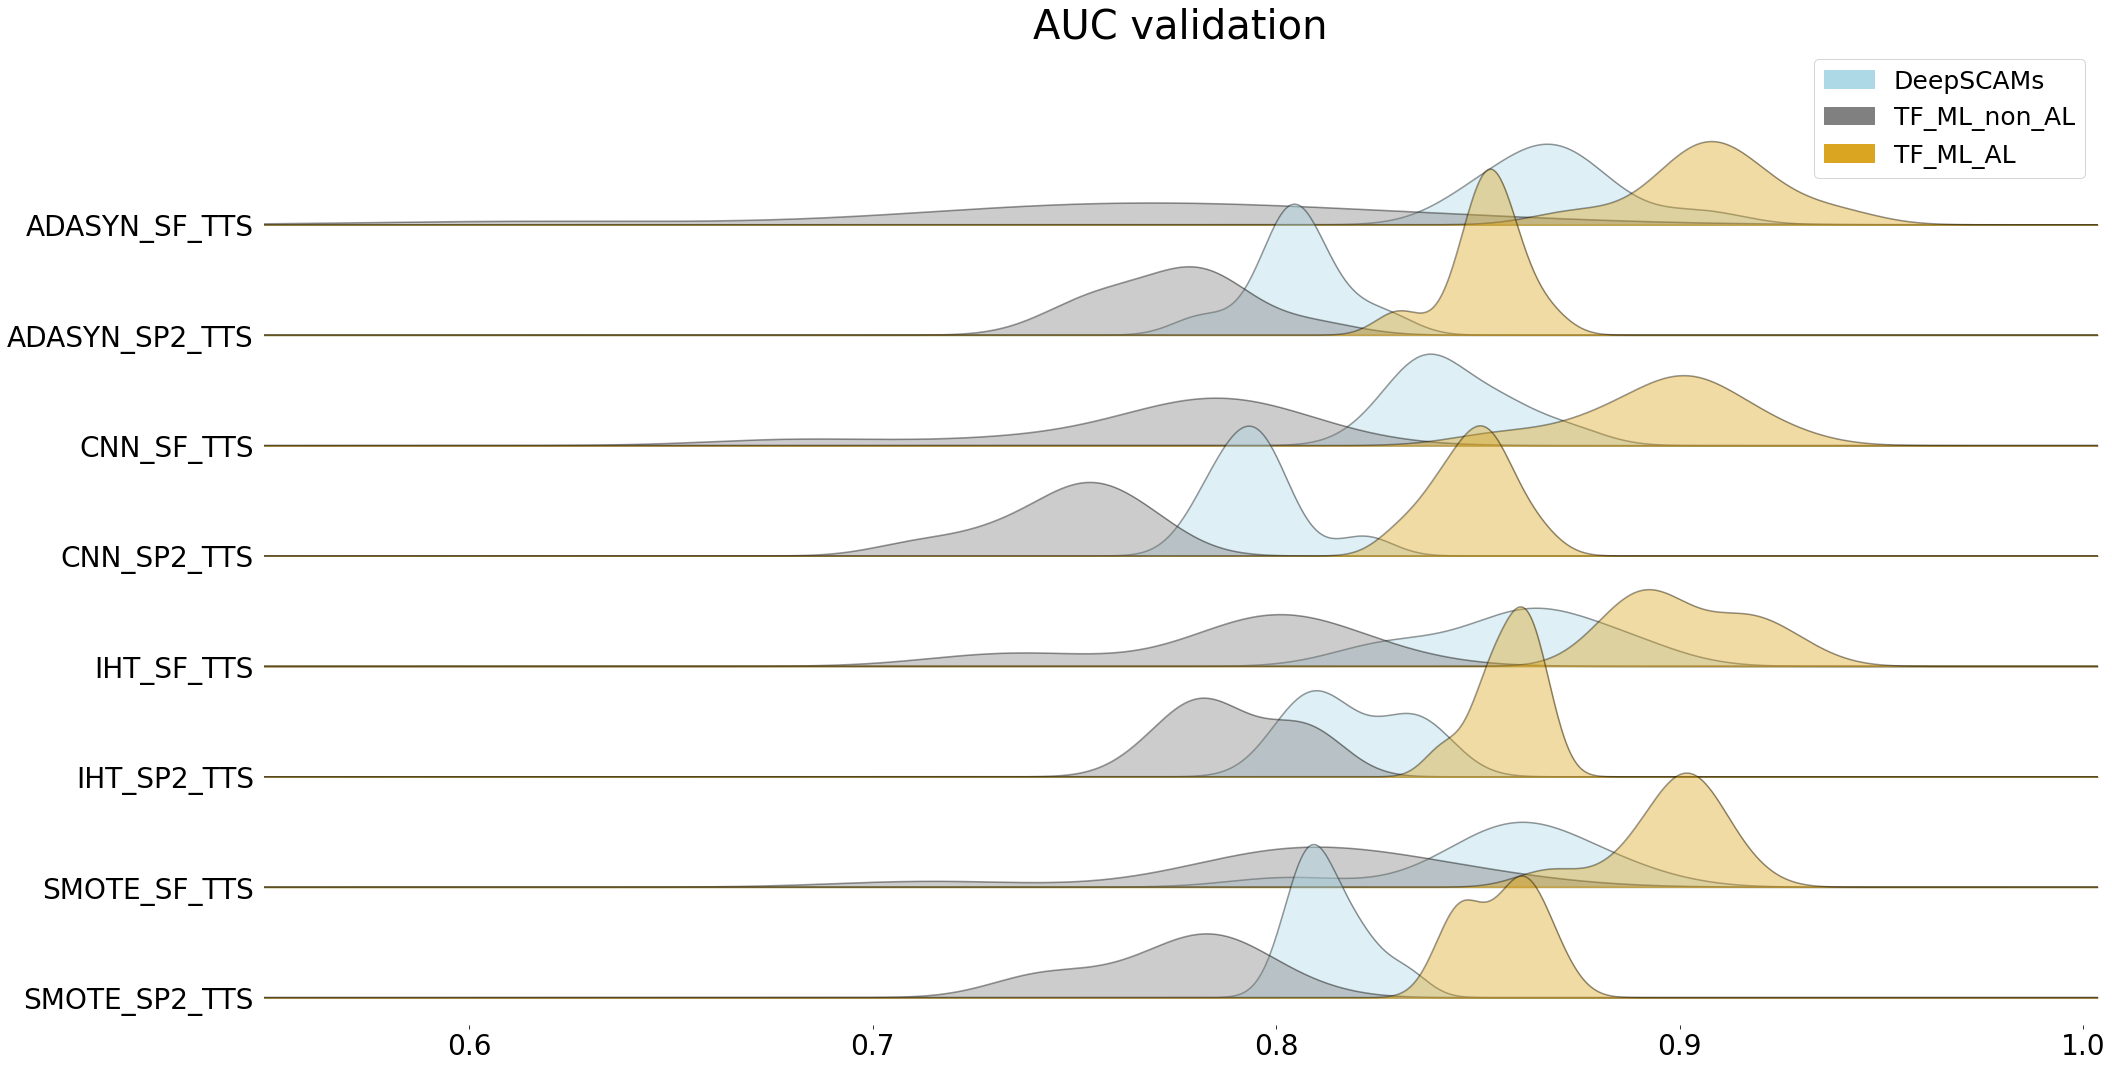 AUC validation
DeepSCAMs
TF_ML_non_AL
TF_ML_AL
ADASYN_SF_TTS
ADASYN_SP2_TTS
CNN_SF_TTS
CNN_SP2_TTS
IHT_SF_TTS
IHT_SP2_TTS
SMOTE_SF_TTS
SMOTE_SP2_TTS
0.6 0.7 0.8 0.9 1.0